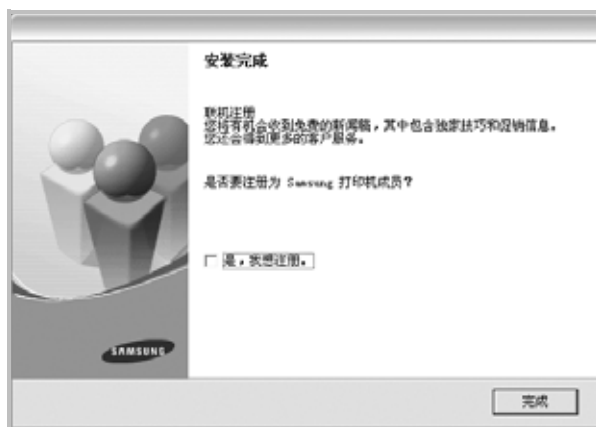 安装完成
联机注册
您将有机会收到免费的新闻稿，其中包含独家技巧和促销信息。
您还会得到更多的客户服务。
是否要注册为 Samsung 打印机成员?
是，我想注册。
SAMSUNG
完成